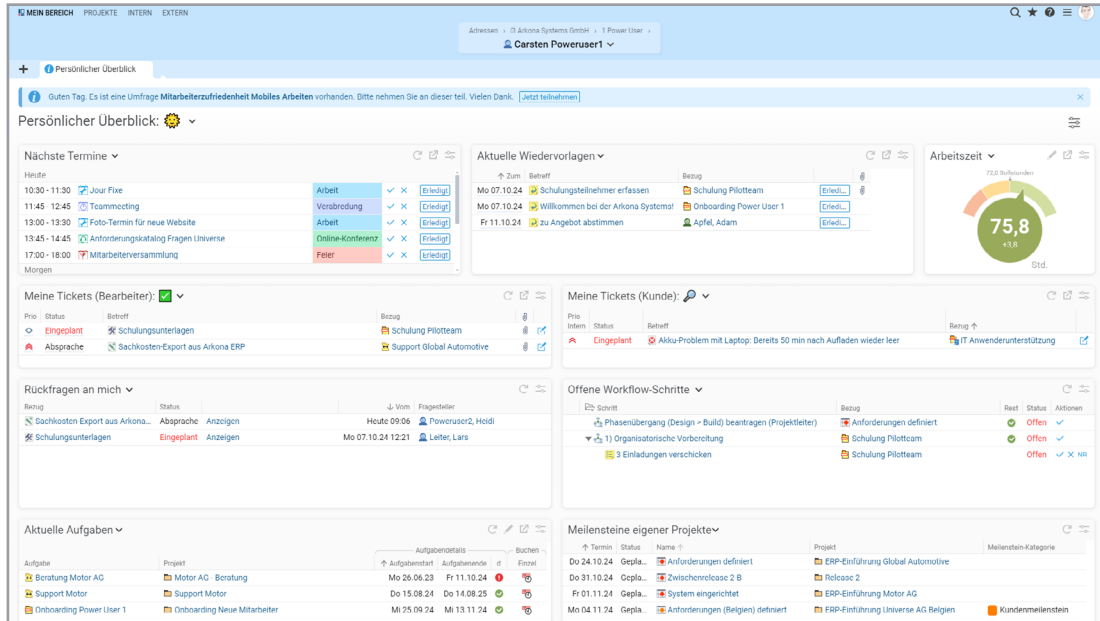 MEIN BEREICH PROJEKTE INTERN EXTERN
Adressen > IT Arkona Systems GmbH > 1 Power User >
Carsten Poweruser1
Persönlicher Überblick
Guten Tag. Es ist eine Umfrage Mitarbeiterzufriedenheit Mobiles Arbeiten vorhanden. Bitte nehmen Sie an dieser teil. Vielen Dank. Jetzt teilnehmen
Persönlicher Überblick:
Nächste Termine
Heute
10:30 - 11:30 Jour Fixe Arbeit Erledigt
11:45 - 12:45 Teammeeting Verabredung Erledigt
13:00 - 13:30 Foto-Termin für neue Website Arbeit Erledigt
13:45 - 14:45 Anforderungskatalog Fragen Universe Online-Konferenz Erledigt
17:00 - 18:00 Mitarbeiterversammlung Feier Erledigt
Morgen
Aktuelle Wiedervorlagen
Zum Betreff Bezug
Mo 07.10.24 Schulungsteilnehmer erfassen Schulung Pilotteam Erledi...
Mo 07.10.24 Willkommen bei der Arkona Systems! Onboarding Power User 1 Erledi...
Fr 11.10.24 zu Angebot abstimmen Apfel, Adam Erledi...
Arbeitszeit
72,0 Sollstunden
75,8
+3,8
Std.
Meine Tickets (Bearbeiter):
Prio Status Betreff Bezug
Eingeplant Schulungsunterlagen Schulung Pilotteam
Absprache Sachkosten-Export aus Arkona ERP Support Global Automotive
Meine Tickets (Kunde):
Prio
Intern Status Betreff Bezug
Eingeplant Akku-Problem mit Laptop: Bereits 50 min nach Aufladen wieder leer IT Anwenderunterstützung
Rückfragen an mich
Bezug Status Vom Fragesteller
Sachkosten-Export aus Arkona... Absprache Anzeigen Heute 09:06 Poweruser2, Heidi
Schulungsunterlagen Eingeplant Anzeigen Mo 07.10.24 12:21 Leiter, Lars
Offene Workflow-Schritte
Schritt Bezug Rest Status Aktionen
Phasenübergang (Design > Build) beantragen (Projektleiter) Anforderungen definiert Offen
1) Organisatorische Vorbereitung Schulung Pilotteam Offen
3 Einladungen verschicken Schulung Pilotteam Offen NA
Aktuelle Aufgaben
Aufgabendetails Buchen
Aufgabe Projekt Aufgabenstart Aufgabenende d Einzel
Beratung Motor AG Motor AG - Beratung Mo 26.06.23 Fr 11.10.24
Support Motor Support Motor Do 15.08.24 Do 14.08.25
Onboarding Power User 1 Onboarding Neue Mitarbeiter Mi 25.09.24 Mi 13.11.24
Meilensteine eigener Projekte
Termin Status Name Projekt Meilenstein-Kategorie
Do 24.10.24 Gepla... Anforderungen definiert ERP-Einführung Global Automotive
Do 31.10.24 Gepla... Zwischenrelease 2 B Release 2
Fr 01.11.24 Gepla... System eingerichtet ERP-Einführung Motor AG
Mo 04.11.24 Gepla... Anforderungen (Belgien) definiert ERP-Einführung Universe AG Belgien Kundenmeilenstein